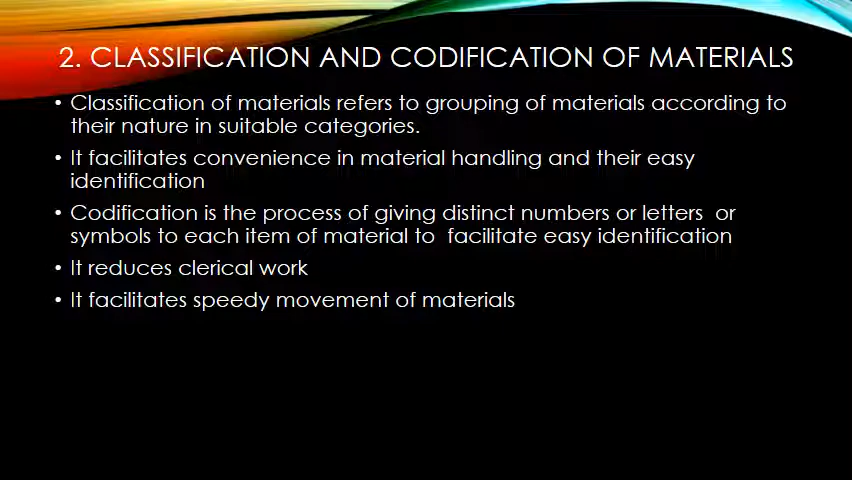 2. CLASSIFICATION AND CODIFICATION OF MATERIALS
• Classification of materials refers to grouping of materials according to
their nature in suitable categories.
• It facilitates convenience in material handling and their easy
identification
• Codification is the process of giving distinct numbers or letters  or
symbols to each item of material to  facilitate easy identification
• It reduces clerical work
• It facilitates speedy movement of materials